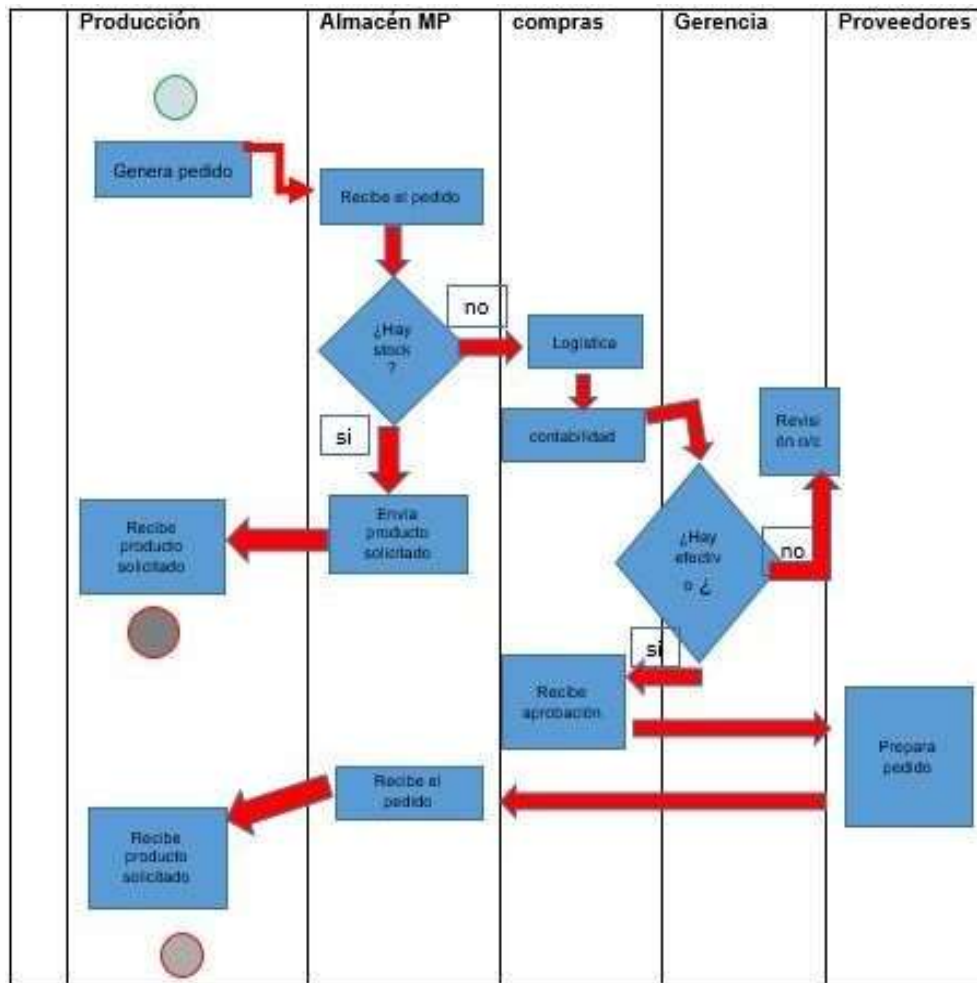 Producción
Almacén MP
compras
Gerencia
Proveedores
Genera pedido
Recibe el pedido
¿Hay
stock
?
no
Logística
si
contabilidad
Revisi
ón o/c
Recibe
producto
solicitado
Envía
producto
solicitado
¿Hay
efectiv
o ¿
no
si
Recibe
aprobación
Prepara
pedido
Recibe el
pedido
Recibe
producto
solicitado